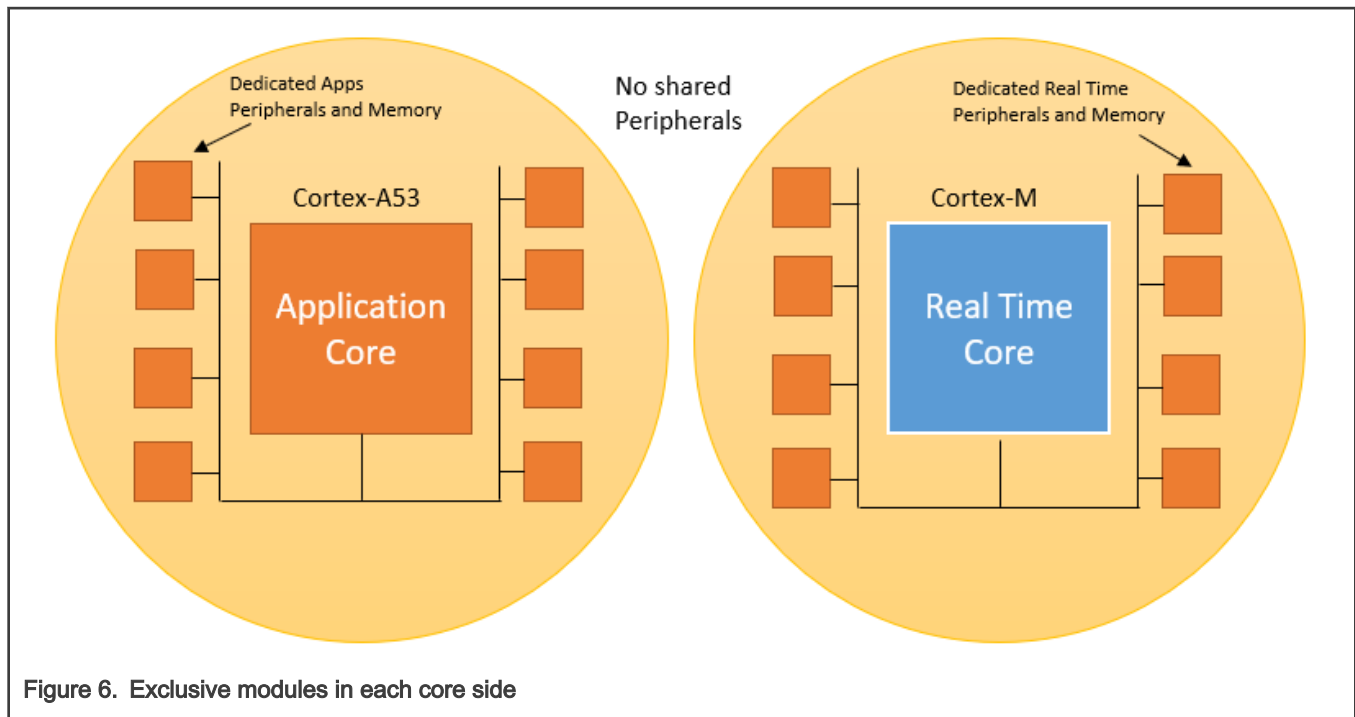 Dedicated Apps
Peripherals and Memory
No shared
Peripherals
Dedicated Real Time
Peripherals and Memory
Cortex-A53
Application
Core
Cortex-M
Real Time
Core
Figure 6. Exclusive modules in each core side